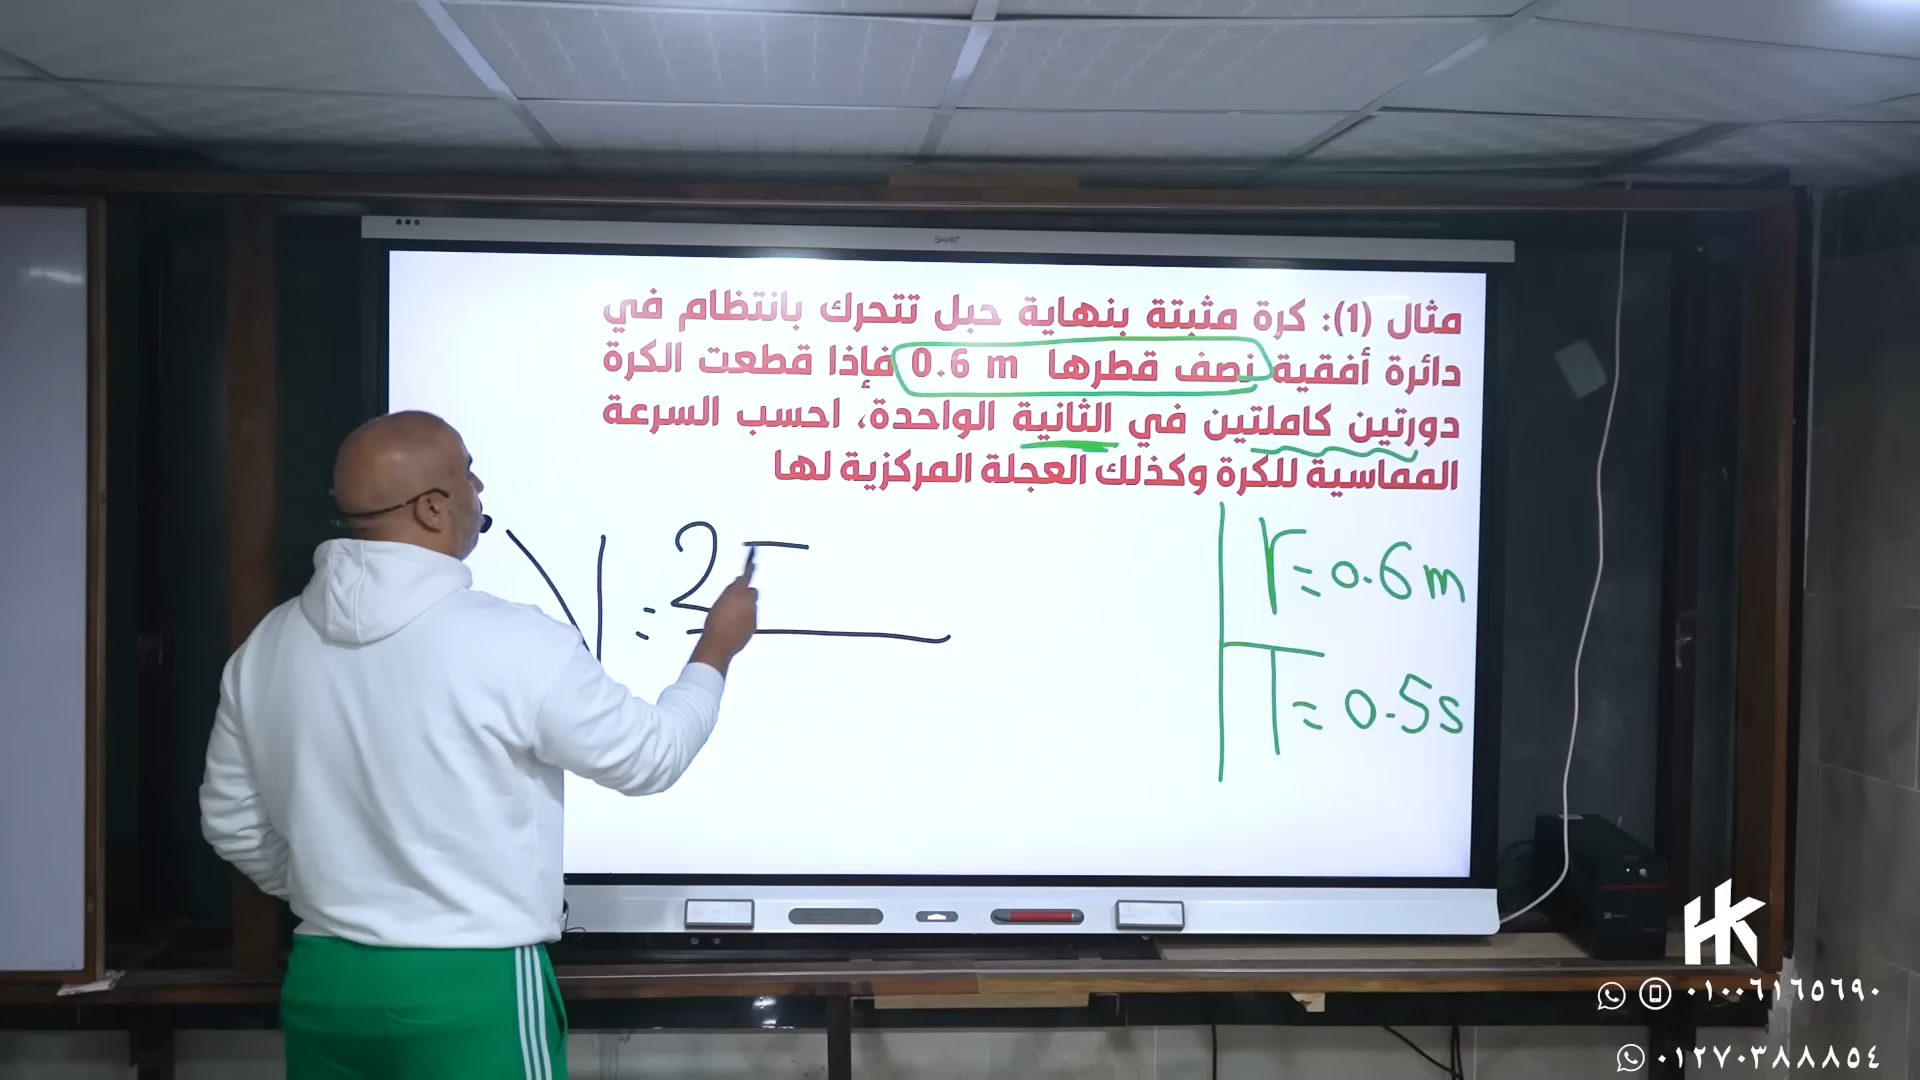 SMART
مثال (1): كرة مثبتة بنهاية حبل تتحرك بانتظام في
دائرة أفقية نصف قطرها 0.6 m فإذا قطعت الكرة
دورتين كاملتين في الثانية الواحدة، احسب السرعة
المماسية للكرة وكذلك العجلة المركزية لها
r = 0.6 m
T = 0.5 s
V = 2
HK
٠١٠٠٦١٦٥٦٩٠
٠١٢٧٠٣٨٨٨٥٤